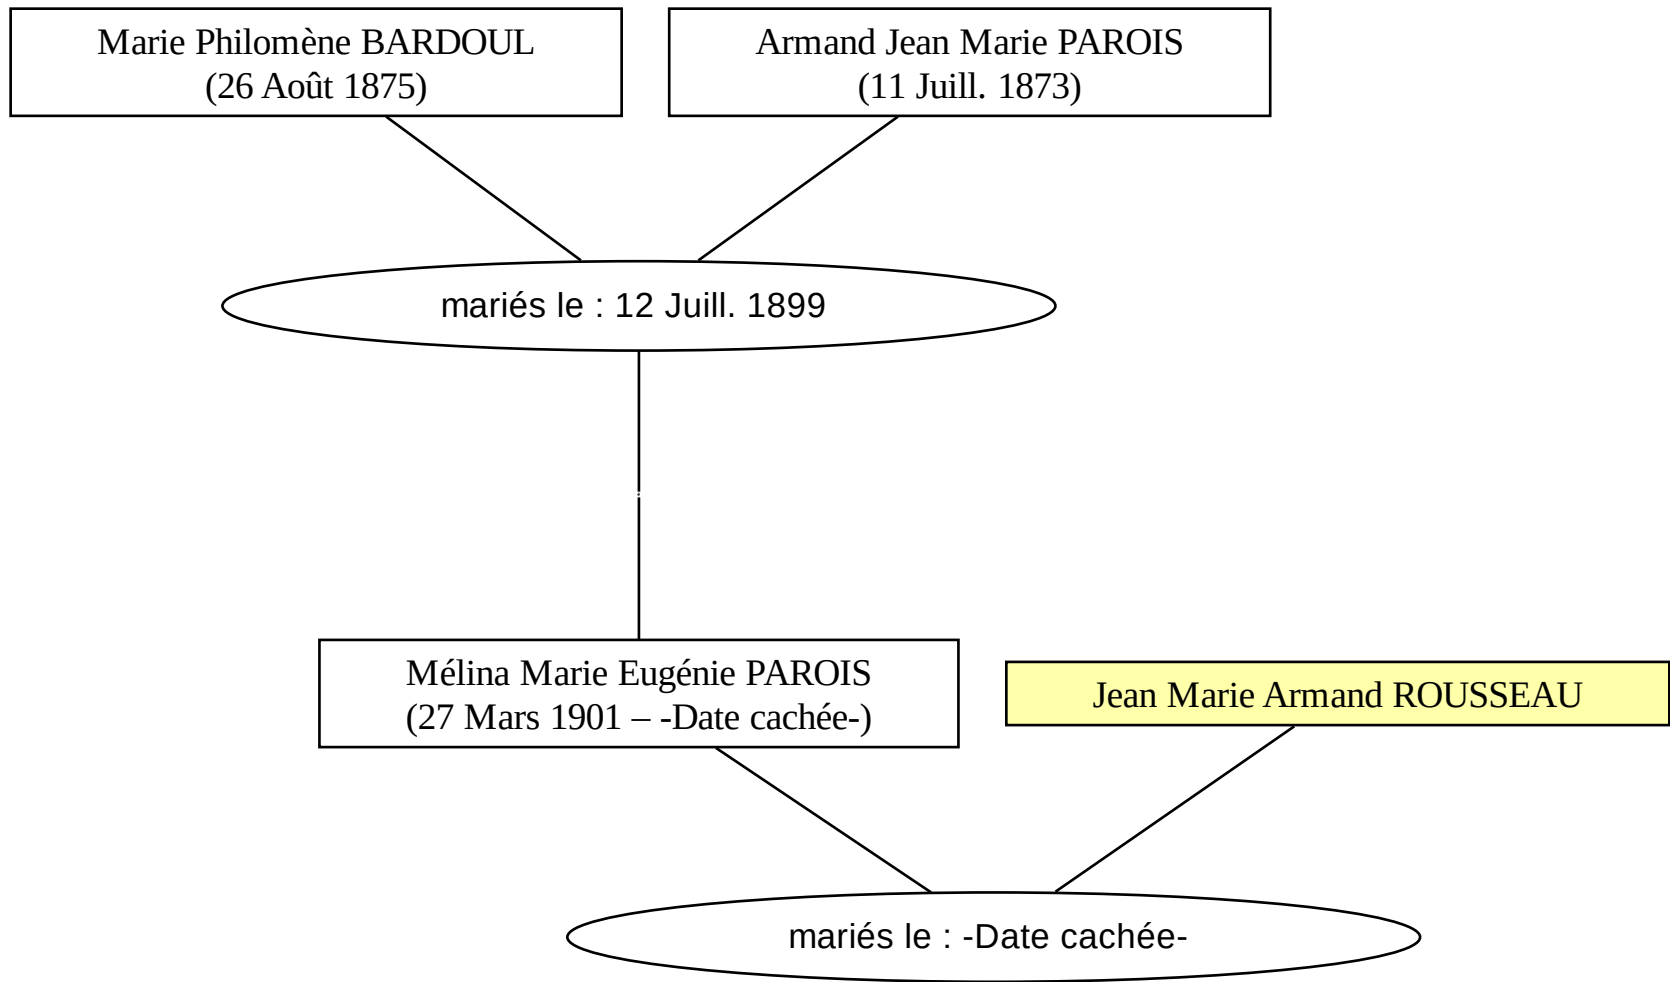 Marie Philomène BARDOUL
(26 Août 1875)
Armand Jean Marie PAROIS
(11 Juill. 1873)
mariés le : 12 Juill. 1899
Mélina Marie Eugénie PAROIS
(27 Mars 1901 – -Date cachée-)
Jean Marie Armand ROUSSEAU
mariés le : -Date cachée-